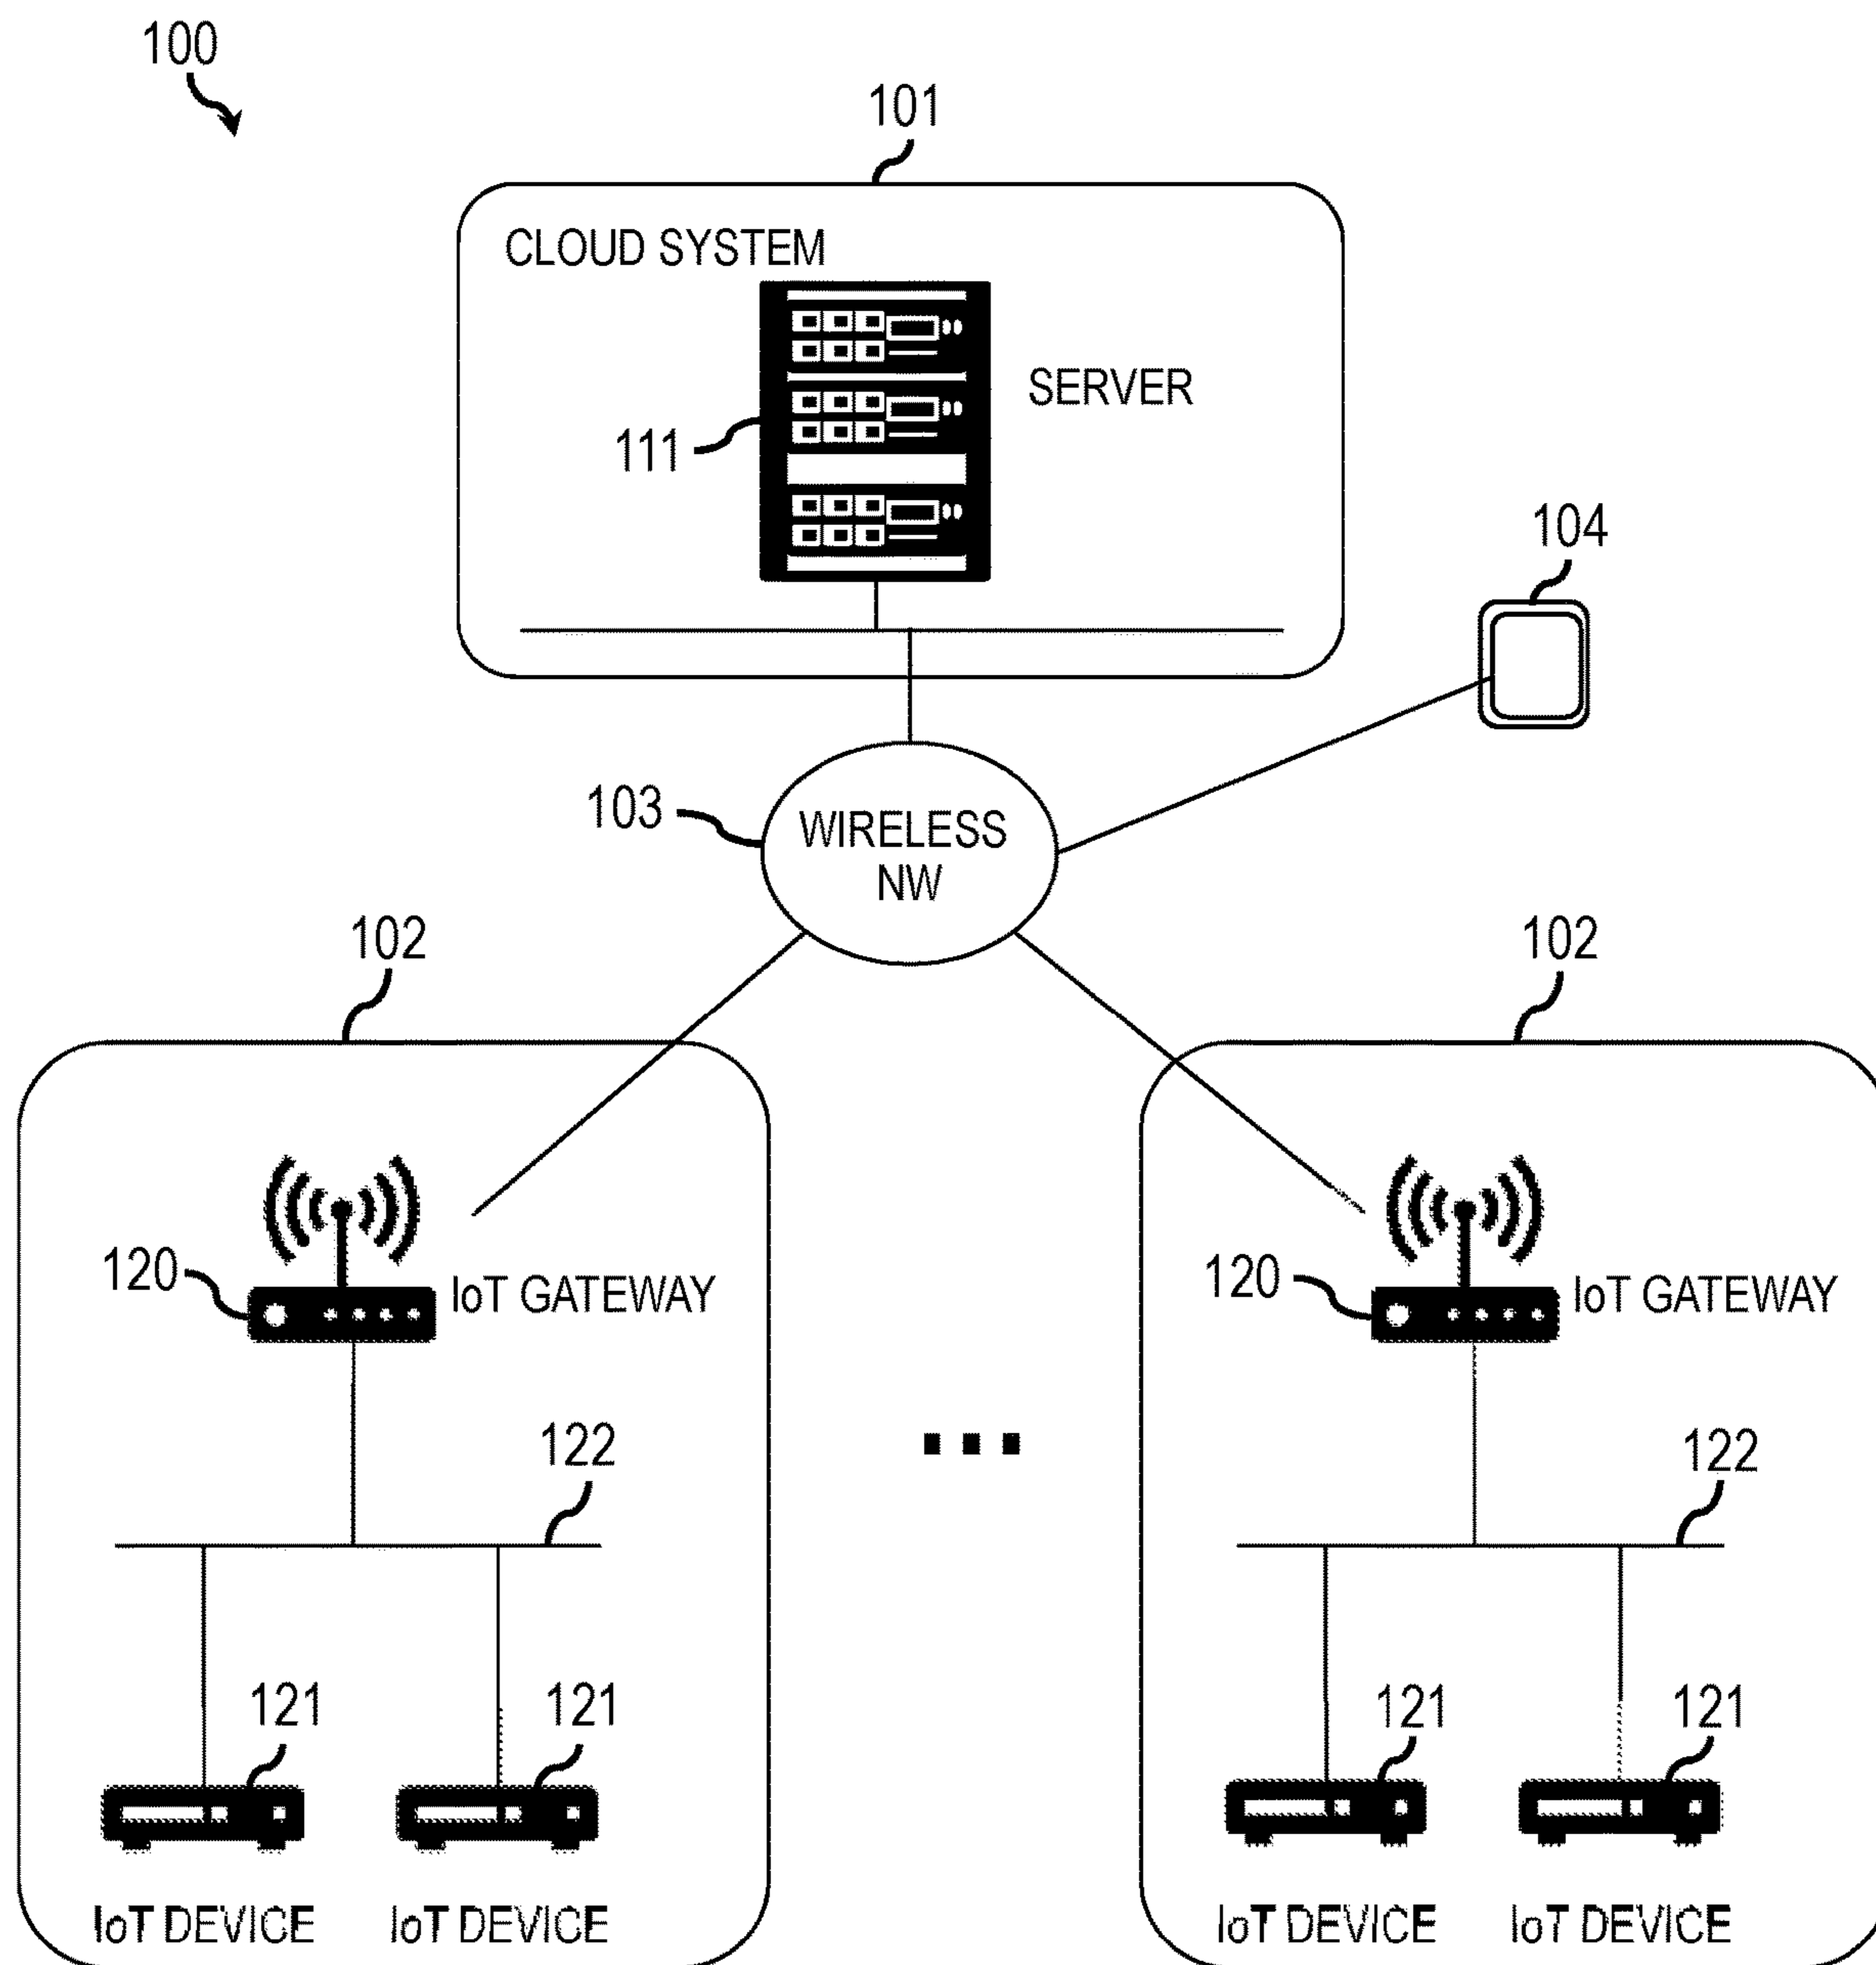 100
101
CLOUD SYSTEM
SERVER
111
104
103
WIRELESS
NW
102
102
120
IoT GATEWAY
120
IoT GATEWAY
122
122
121
121
121
121
IoT DEVICE
IoT DEVICE
IoT DEVICE
IoT DEVICE